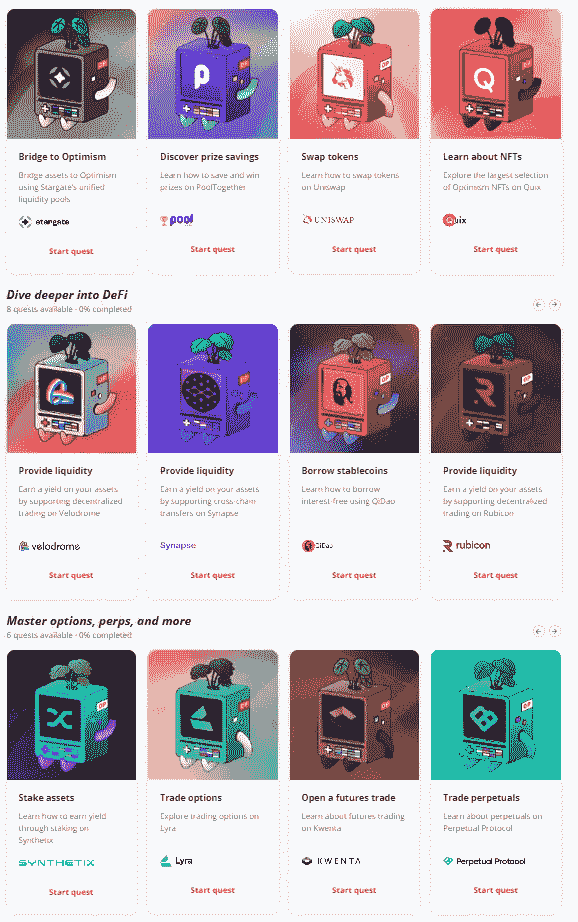 Bridge to Optimism
Bridge assets to Optimism
using Stargate's unified
liquidity pools
stargate
Start quest
Discover prize savings
Learn how to save and win
prizes on PoolTogether
pool
Start quest
Swap tokens
Learn how to swap tokens
on Uniswap
UNISWAP
Start quest
Learn about NFTs
Explore the largest selection
of Optimism NFTs on Quix
Quix
Start quest
Dive deeper into DeFi
8 quests available · 0% completed
Provide liquidity
Earn a yield on your assets
by supporting decentralized
trading on Velodrome
velodrome
Start quest
Provide liquidity
Earn a yield on your assets
by supporting cross-chain
transfers on Synapse
Synapse
Start quest
Borrow stablecoins
Learn how to borrow
interest-free using QiDao
QiDao
Start quest
Provide liquidity
Earn a yield on your assets
by supporting decentralized
trading on Rubicon
rubicon
Start quest
Master options, perps, and more
6 quests available · 0% completed
Stake assets
Learn how to earn yield
through staking on
Synthetix
SYNTHETIX
Start quest
Trade options
Explore trading options on
Lyra
Lyra
Start quest
Open a futures trade
Learn about futures trading
on Kwenta
KWENTA
Start quest
Trade perpetuals
Learn about perpetuals on
Perpetual Protocol
Perpetual Protocol
Start quest